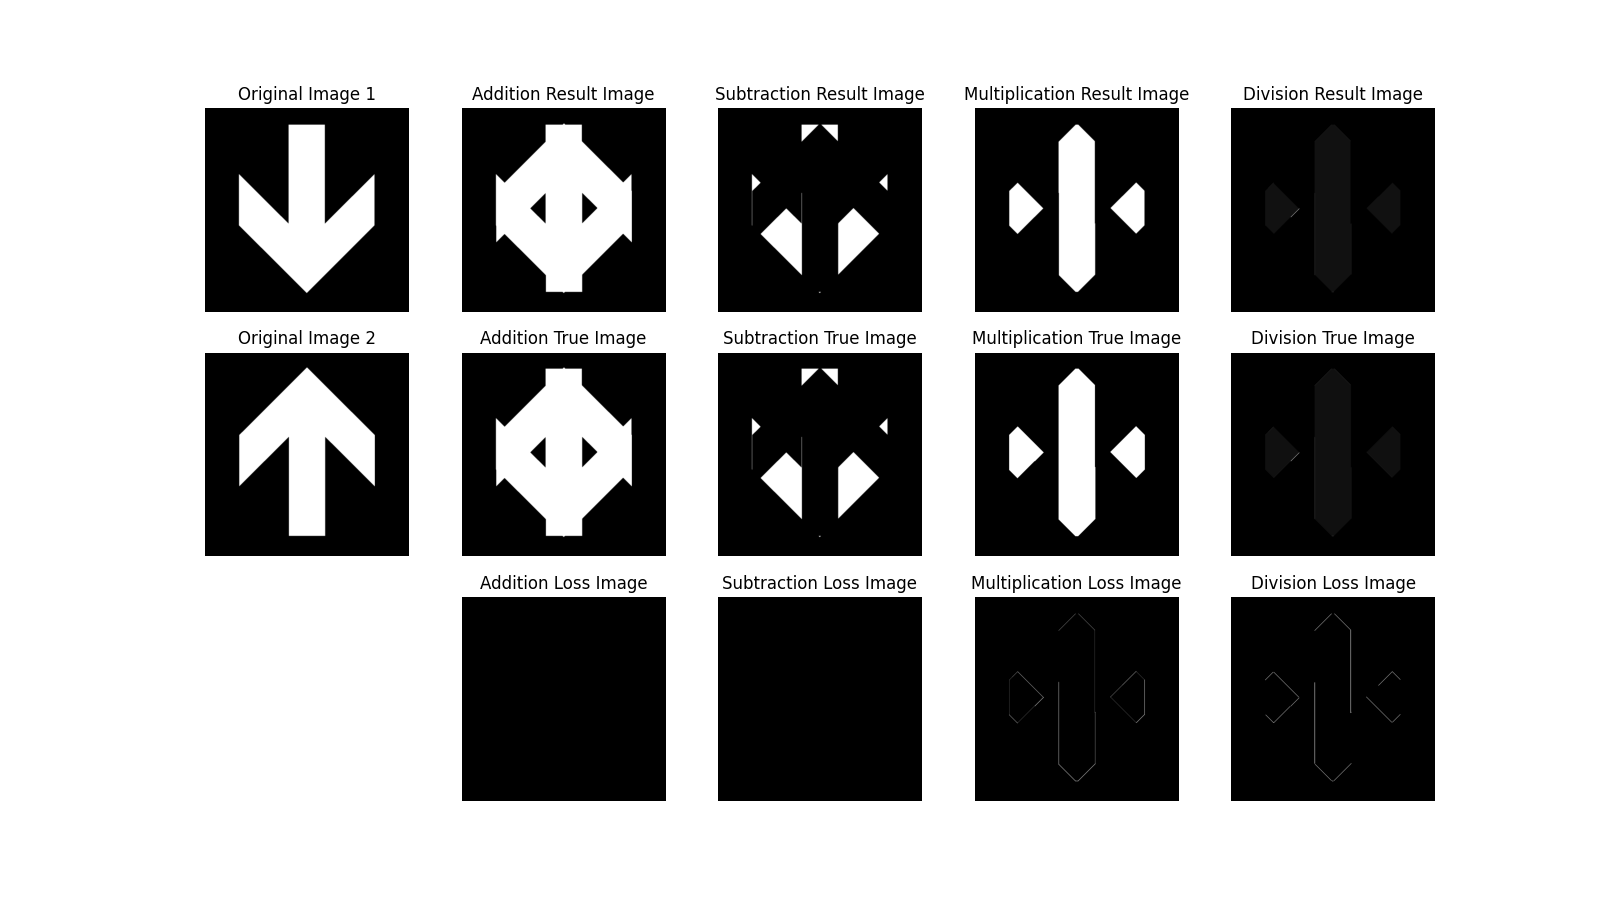 Original Image 1
Addition Result Image
Subtraction Result Image
Multiplication Result Image
Division Result Image
Original Image 2
Addition True Image
Subtraction True Image
Multiplication True Image
Division True Image
Addition Loss Image
Subtraction Loss Image
Multiplication Loss Image
Division Loss Image